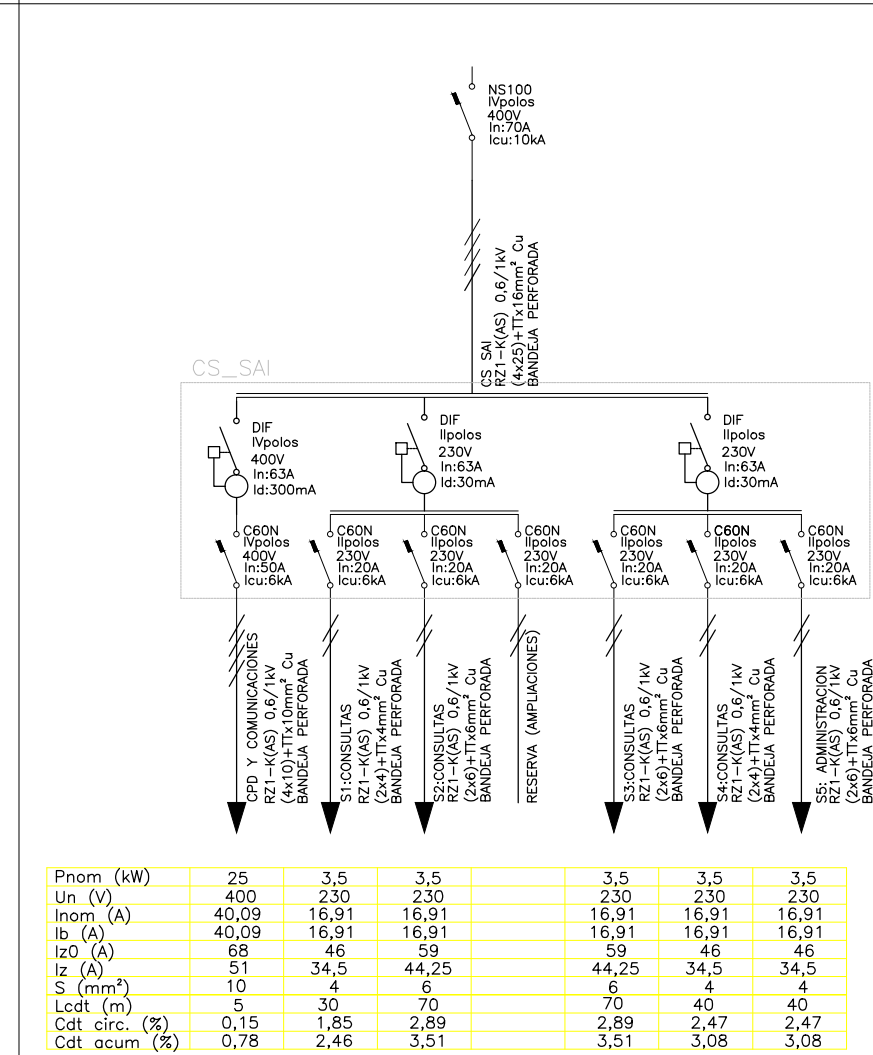 NS100
IVpolos
400V
In:70A
Icu:10kA
CS SAI
RZ1-K(AS) 0,6/1kV
(4x25)+TTx16mm² Cu
BANDEJA PERFORADA
CS_SAI
DIF
IVpolos
400V
In:63A
Id:300mA
DIF
IIpolos
230V
In:63A
Id:30mA
DIF
IIpolos
230V
In:63A
Id:30mA
C60N
IVpolos
400V
In:50A
Icu:6kA
C60N
IIpolos
230V
In:20A
Icu:6kA
C60N
IIpolos
230V
In:20A
Icu:6kA
C60N
IIpolos
230V
In:20A
Icu:6kA
C60N
IIpolos
230V
In:20A
Icu:6kA
C60N
IIpolos
230V
In:20A
Icu:6kA
C60N
IIpolos
230V
In:20A
Icu:6kA
CPD Y COMUNICACIONES
RZ1-K(AS) 0,6/1kV
(4x10)+TTx10mm² Cu
BANDEJA PERFORADA
S1:CONSULTAS
RZ1-K(AS) 0,6/1kV
(2x4)+TTx4mm² Cu
BANDEJA PERFORADA
S2:CONSULTAS
RZ1-K(AS) 0,6/1kV
(2x6)+TTx6mm² Cu
BANDEJA PERFORADA
RESERVA (AMPLIACIONES)
S3:CONSULTAS
RZ1-K(AS) 0,6/1kV
(2x6)+TTx6mm² Cu
BANDEJA PERFORADA
S4:CONSULTAS
RZ1-K(AS) 0,6/1kV
(2x4)+TTx4mm² Cu
BANDEJA PERFORADA
S5: ADMINISTRACION
RZ1-K(AS) 0,6/1kV
(2x6)+TTx6mm² Cu
BANDEJA PERFORADA
Pnom (kW) 25 3,5 3,5 3,5 3,5 3,5
Un (V) 400 230 230 230 230 230
Inom (A) 40,09 16,91 16,91 16,91 16,91 16,91
Ib (A) 40,09 16,91 16,91 16,91 16,91 16,91
Iz0 (A) 68 46 59 59 46 46
Iz (A) 51 34,5 44,25 44,25 34,5 34,5
S (mm²) 10 4 6 6 4 4
Lcdt (m) 5 30 70 70 40 40
Cdt circ. (%) 0,15 1,85 2,89 2,89 2,47 2,47
Cdt acum (%) 0,78 2,46 3,51 3,51 3,08 3,08